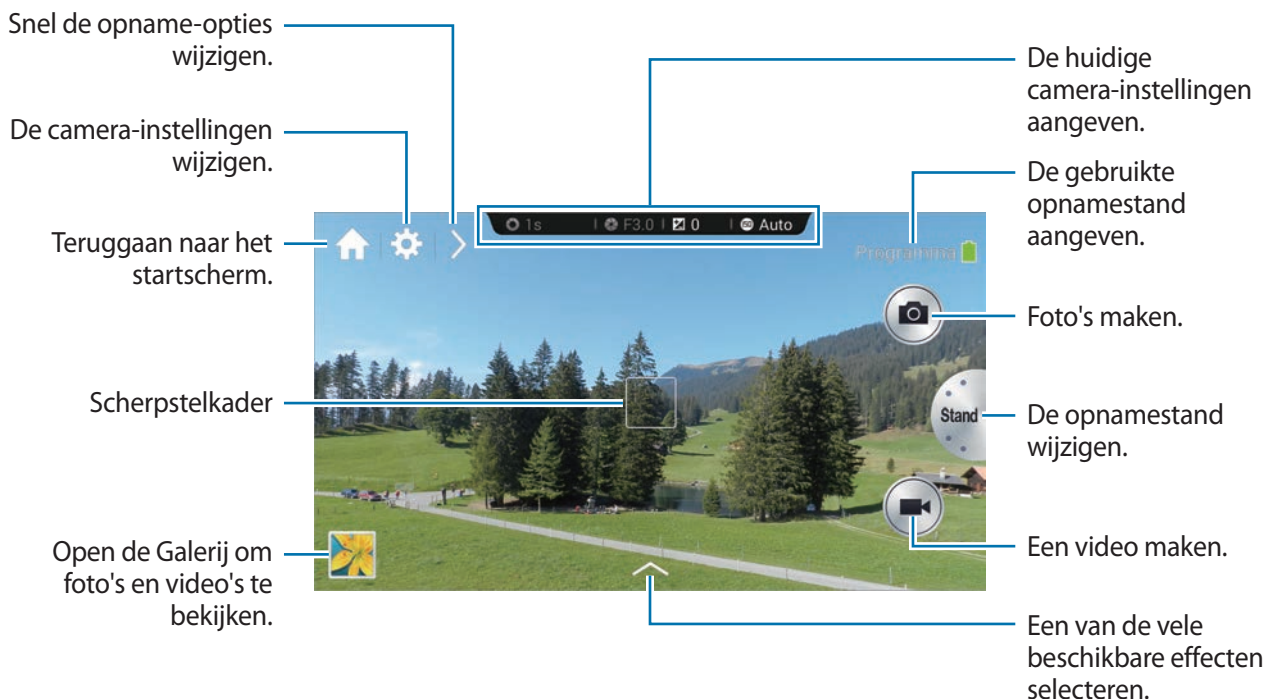 Snel de opname-opties
wijzigen.
De camera-instellingen
wijzigen.
Teruggaan naar het
startscherm.
Scherpstelkader
Open de Galerij om
foto's en video's te
bekijken.
1s
F3.0
0
ISO
Auto
Programma
Stand
De huidige
camera-instellingen
aangeven.
De gebruikte
opnamestand
aangeven.
Foto's maken.
De opnamestand
wijzigen.
Een video maken.
Een van de vele
beschikbare effecten
selecteren.